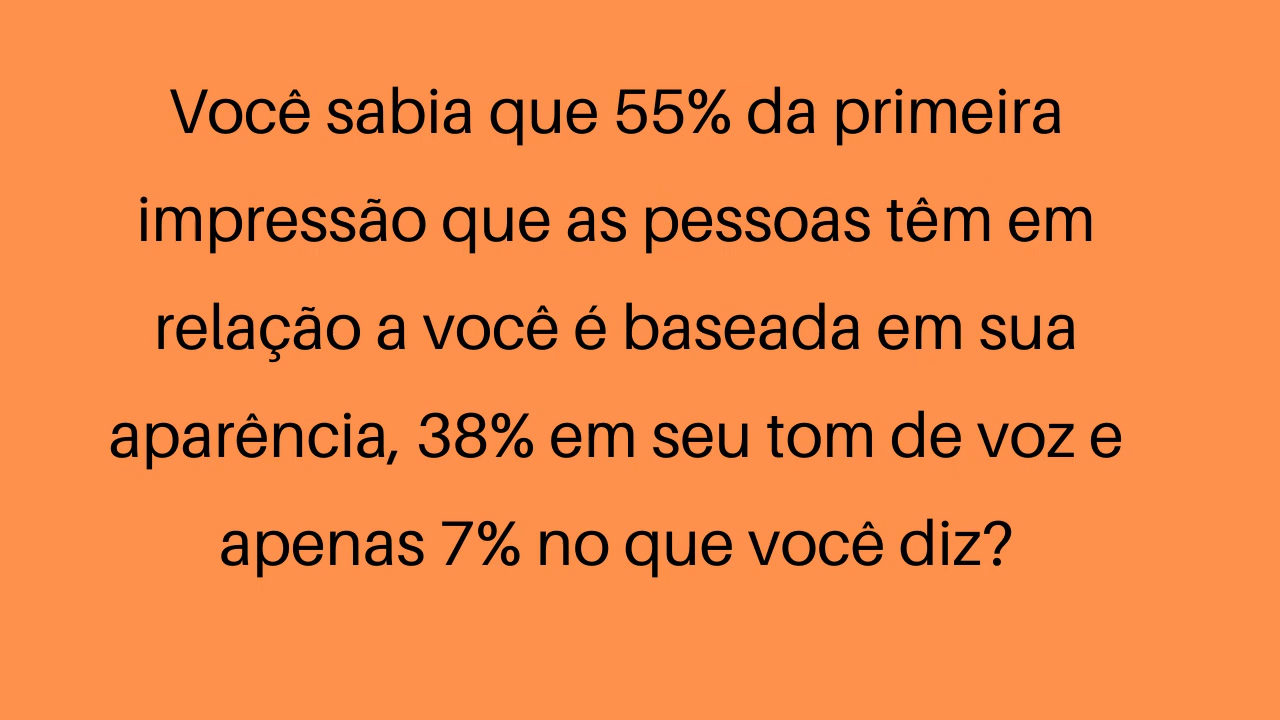 Você sabia que 55% da primeira
impressão que as pessoas têm em
relação a você é baseada em sua
aparência, 38% em seu tom de voz e
apenas 7% no que você diz?